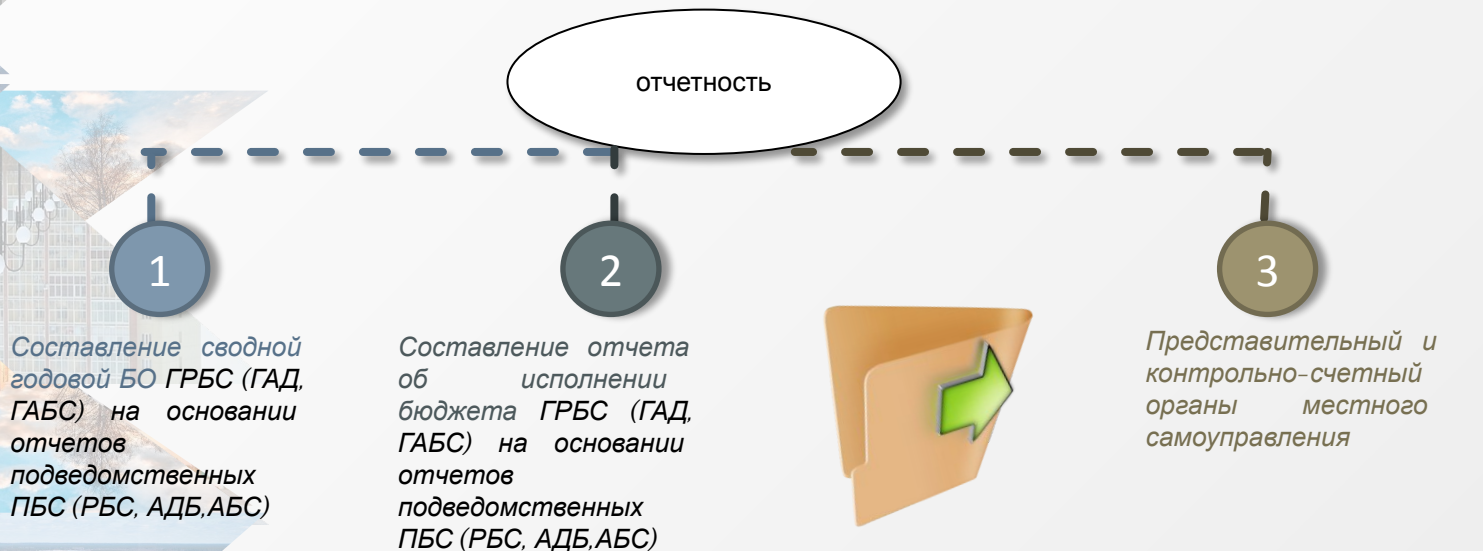 отчетность
1
Составление сводной
годовой БО ГРБС (ГАД,
ГАБС) на основании
отчетов
подведомственных
ПБС (РБС, АДБ,АБС)
2
Составление отчета
об исполнении
бюджета ГРБС (ГАД,
ГАБС) на основании
отчетов
подведомственных
ПБС (РБС, АДБ,АБС)
3
Представительный и
контрольно-счетный
органы местного
самоуправления